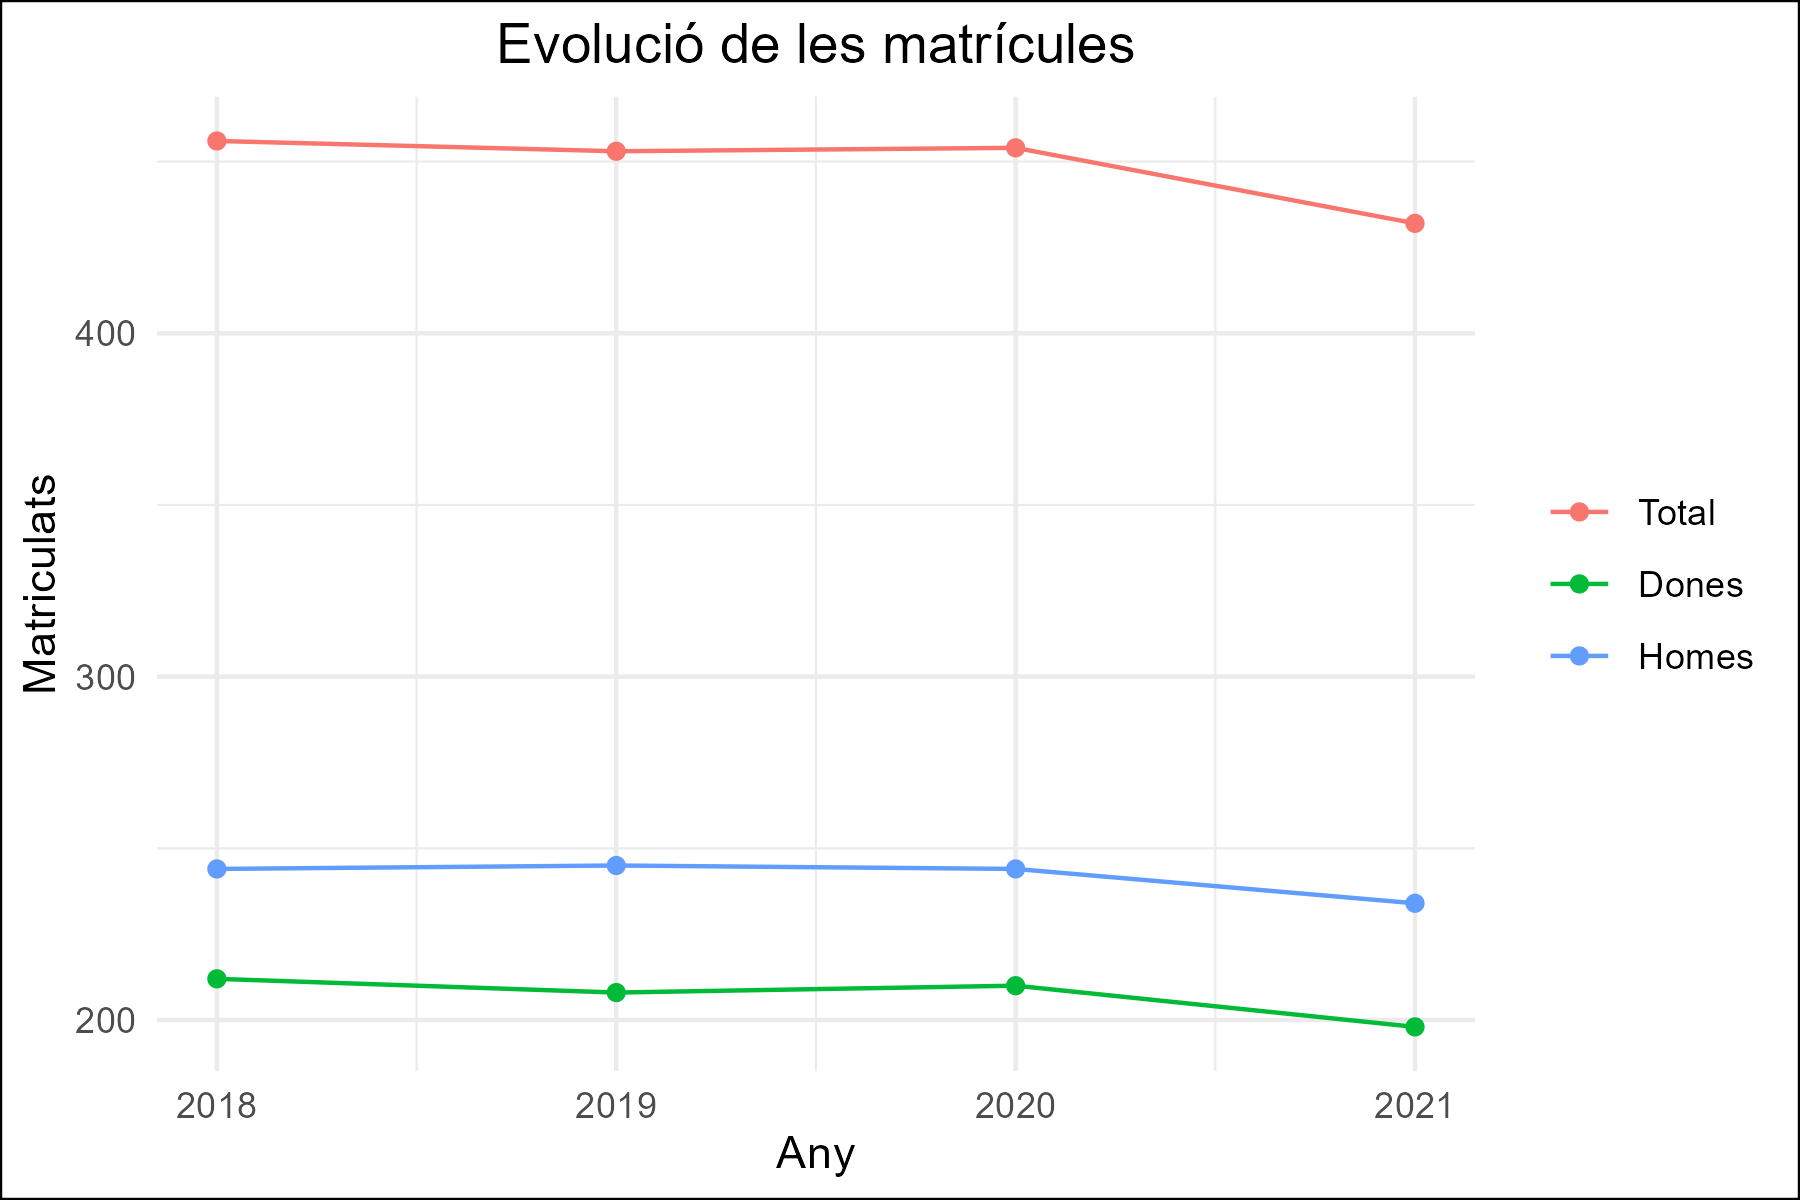 Evolució de les matrícules
Matriculats
400
300
200
2018 2019 2020 2021
Any
Total
Dones
Homes